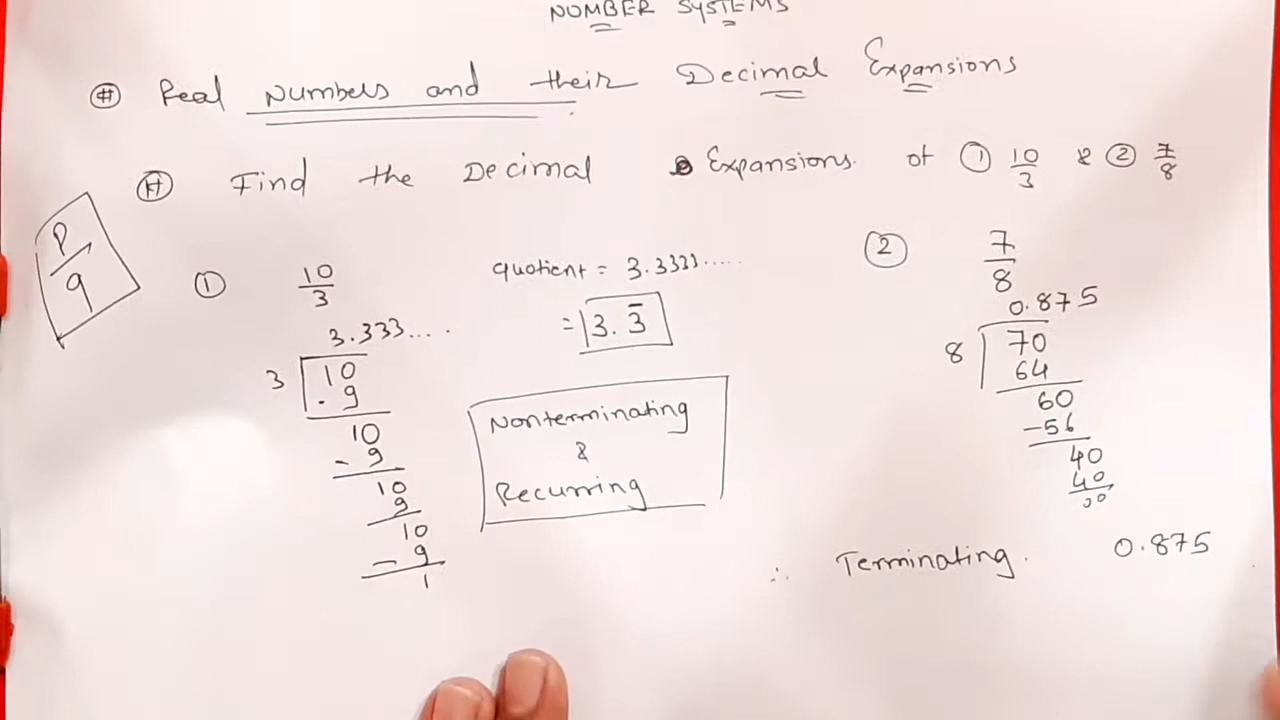 NUMBER SYSTEMS
# Real Numbers and their Decimal Expansions
# Find the Decimal Expansions of ① 10/3 & ② 7/8
P/q
① 10/3
3.333....
3 10
. 9
10
- 9
10
9
10
- 9
1
quotient = 3.3333.....
= 3.3̄
Nonterminating
&
Recurring
② 7/8
0.875
8 70
64
60
-56
40
40
00
∴ Terminating. 0.875